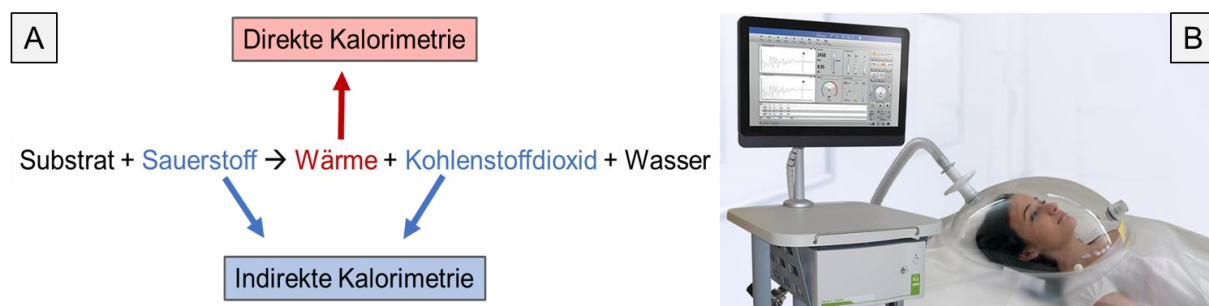 A
Direkte Kalorimetrie
Substrat + Sauerstoff → Wärme + Kohlenstoffdioxid + Wasser
Indirekte Kalorimetrie
B